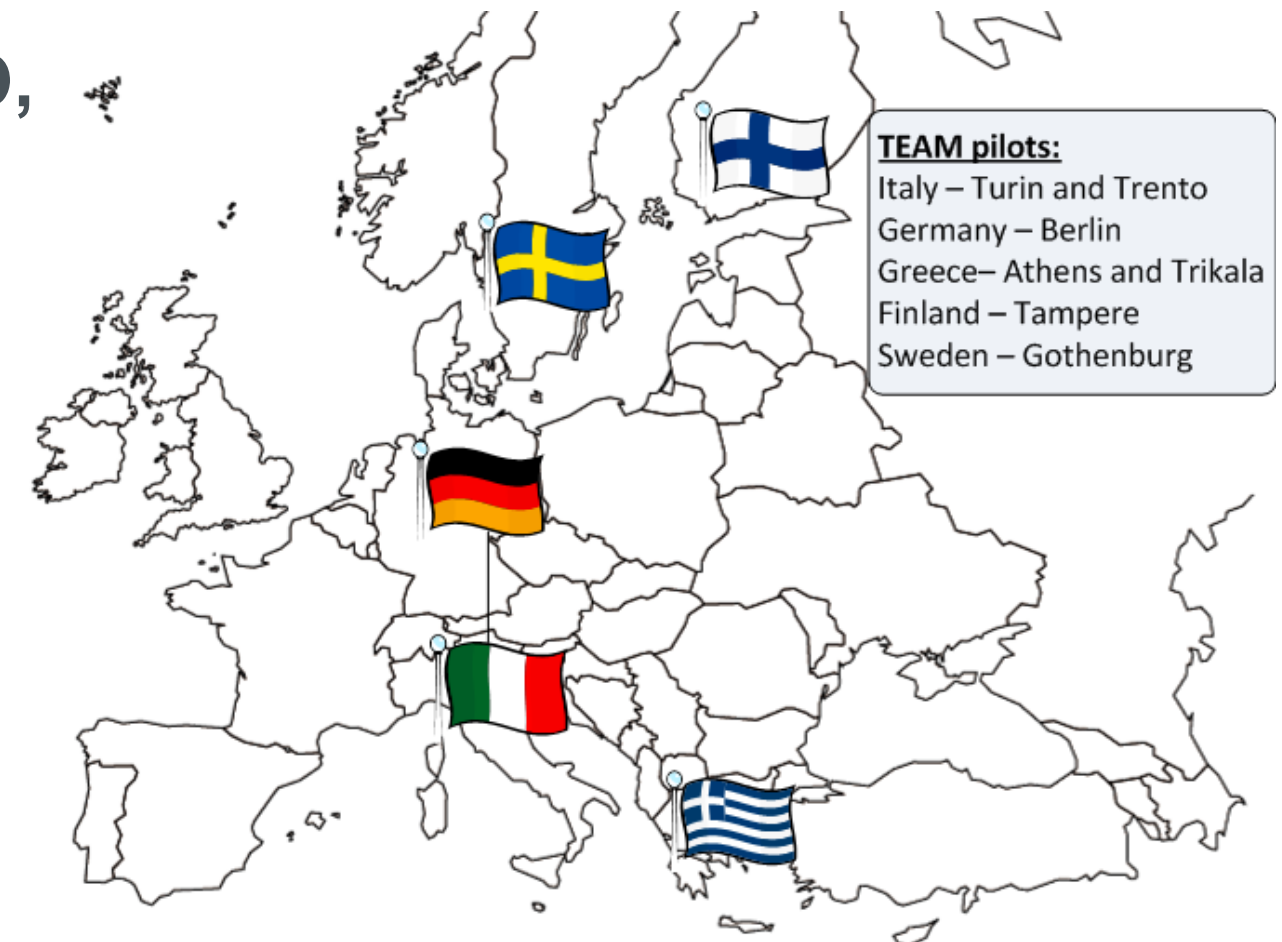 ,
TEAM pilots:
Italy – Turin and Trento
Germany – Berlin
Greece– Athens and Trikala
Finland – Tampere
Sweden – Gothenburg